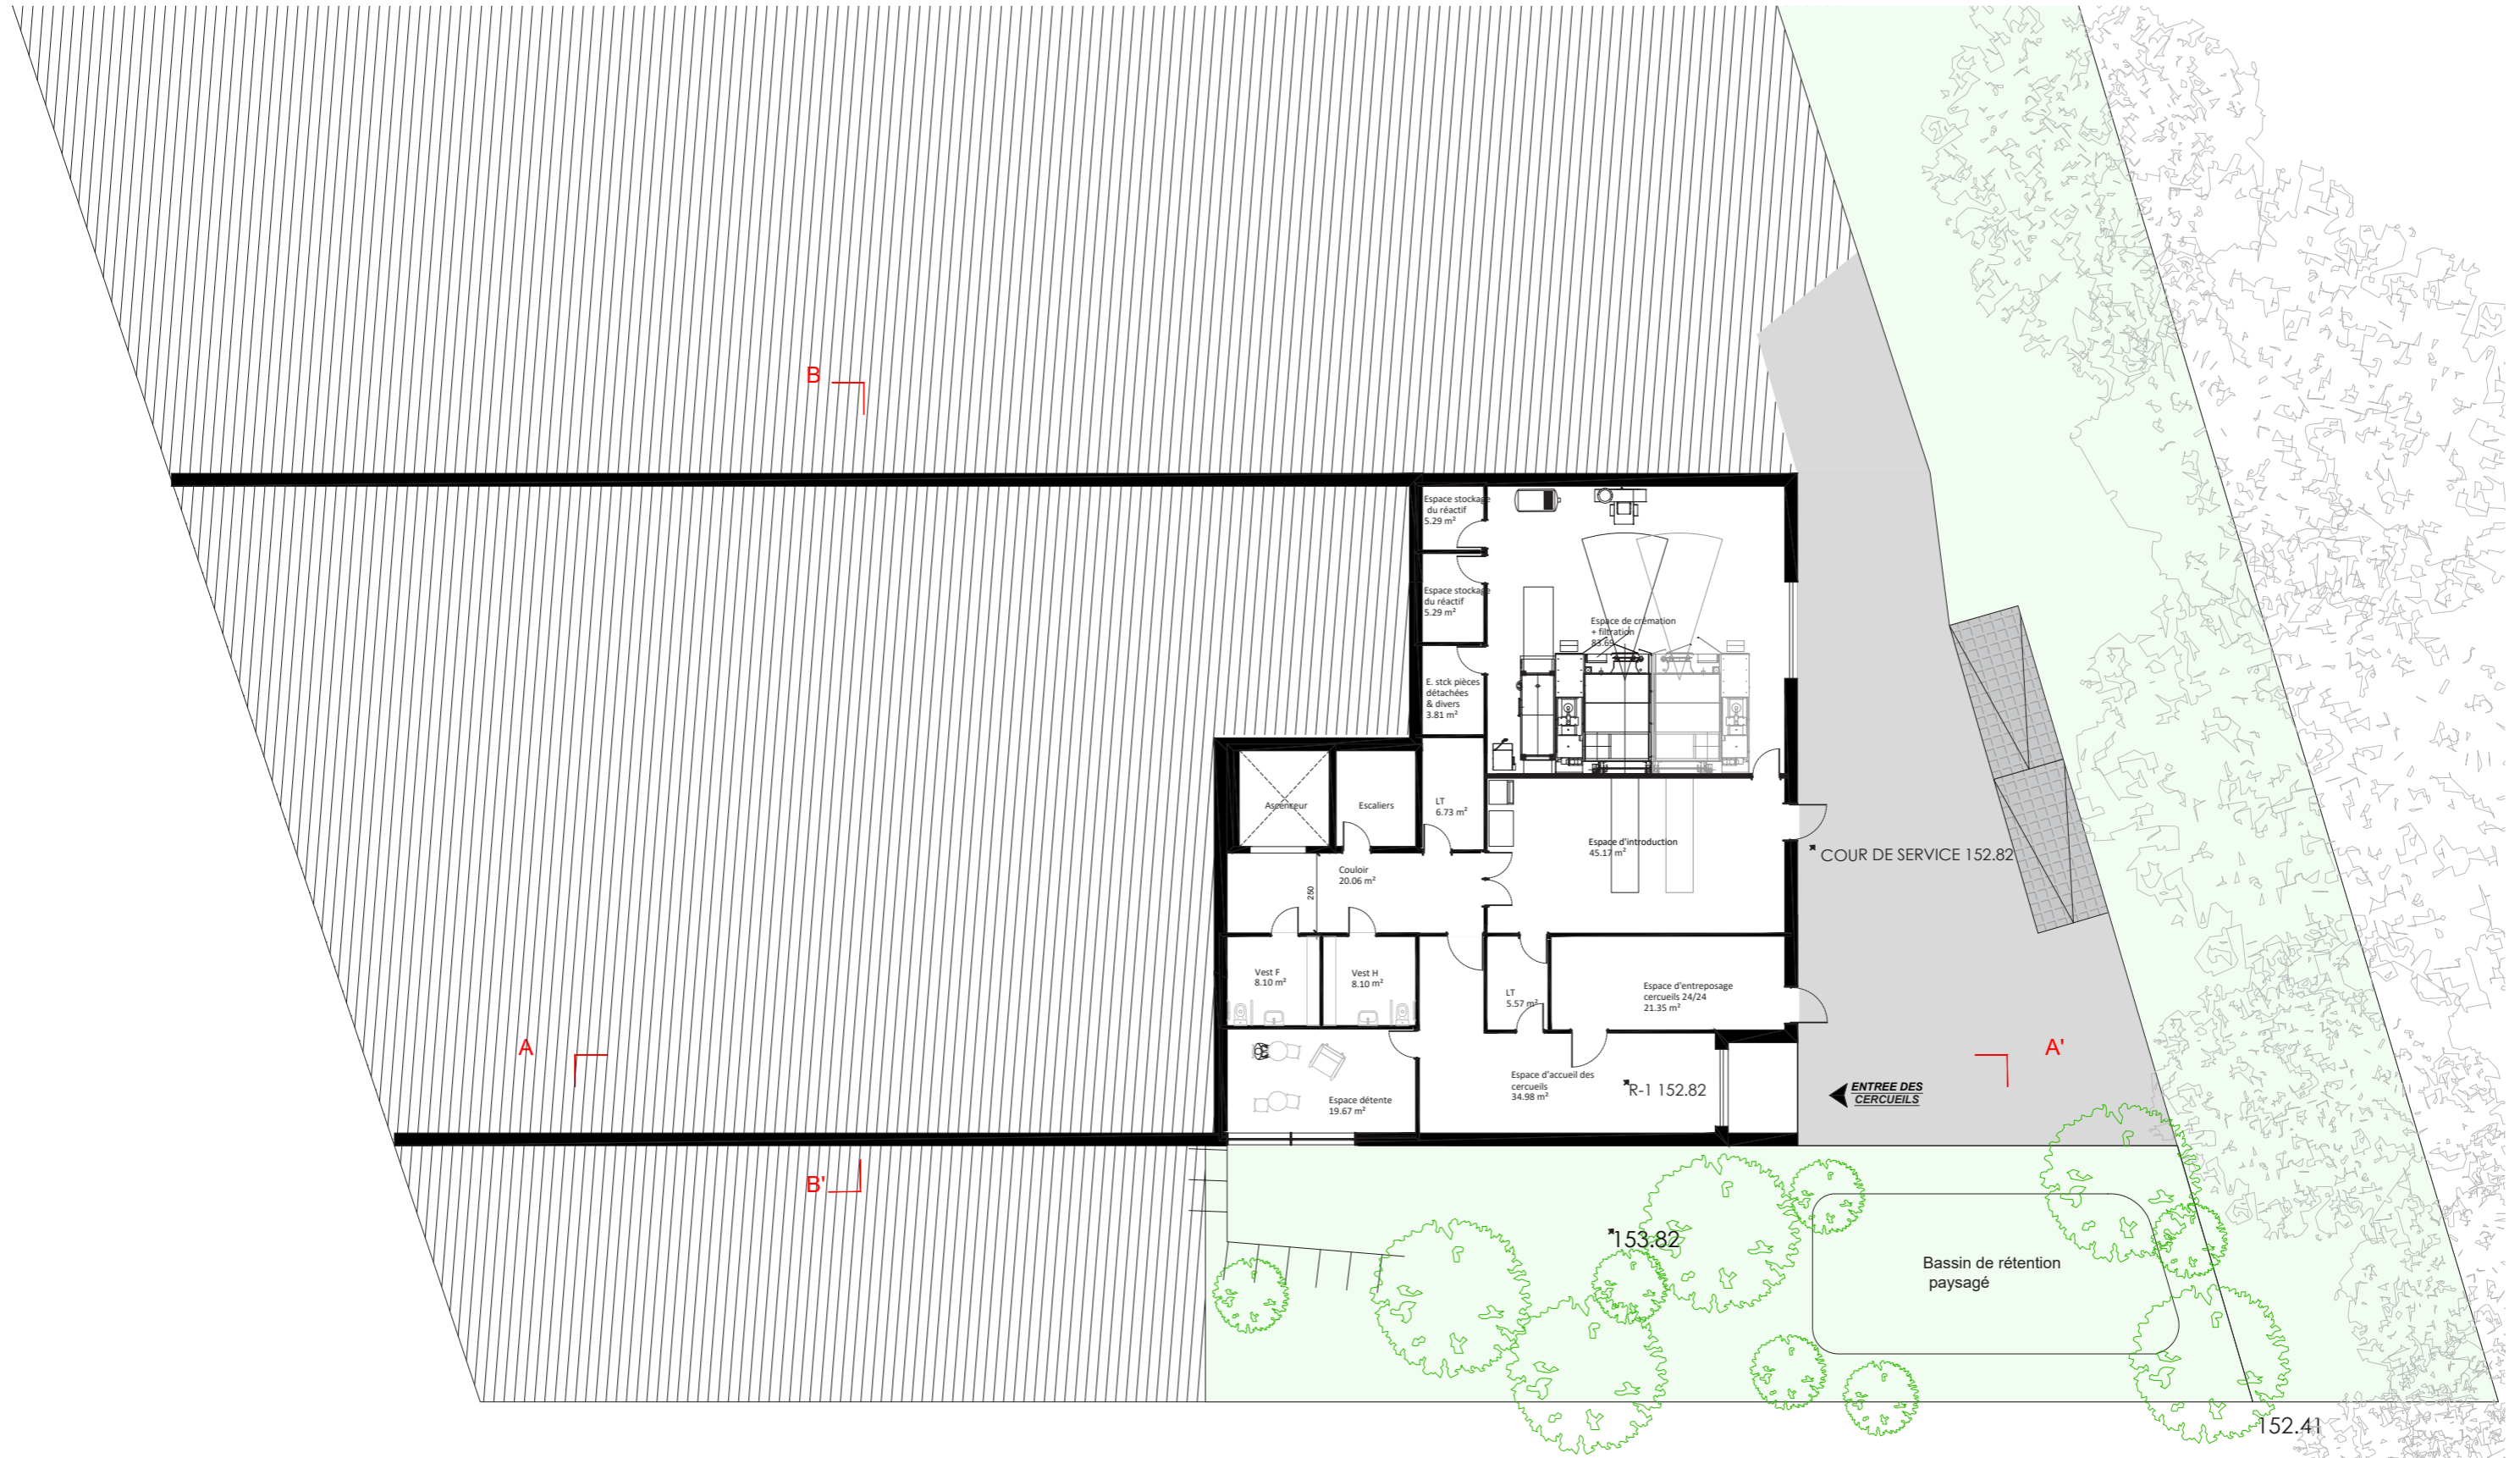 B
Espace stockage
du réactif
5.29 m²
Espace stockage
du réactif
5.29 m²
Espace de crémation
+ filtration
83.69
E. stck pièces
détachées
& divers
3.81 m²
Ascenceur
Escaliers
LT
6.73 m²
Espace d'introduction
45.17 m²
COUR DE SERVICE 152.82
Couloir
20.06 m²
250
Vest F
8.10 m²
Vest H
8.10 m²
LT
5.57 m²
Espace d'entreposage
cercueils 24/24
21.35 m²
A
A'
Espace d'accueil des
cercueils
34.98 m²
R-1 152.82
ENTREE DES
CERCUEILS
Espace détente
19.67 m²
B'
153.82
Bassin de rétention
paysagé
152.41